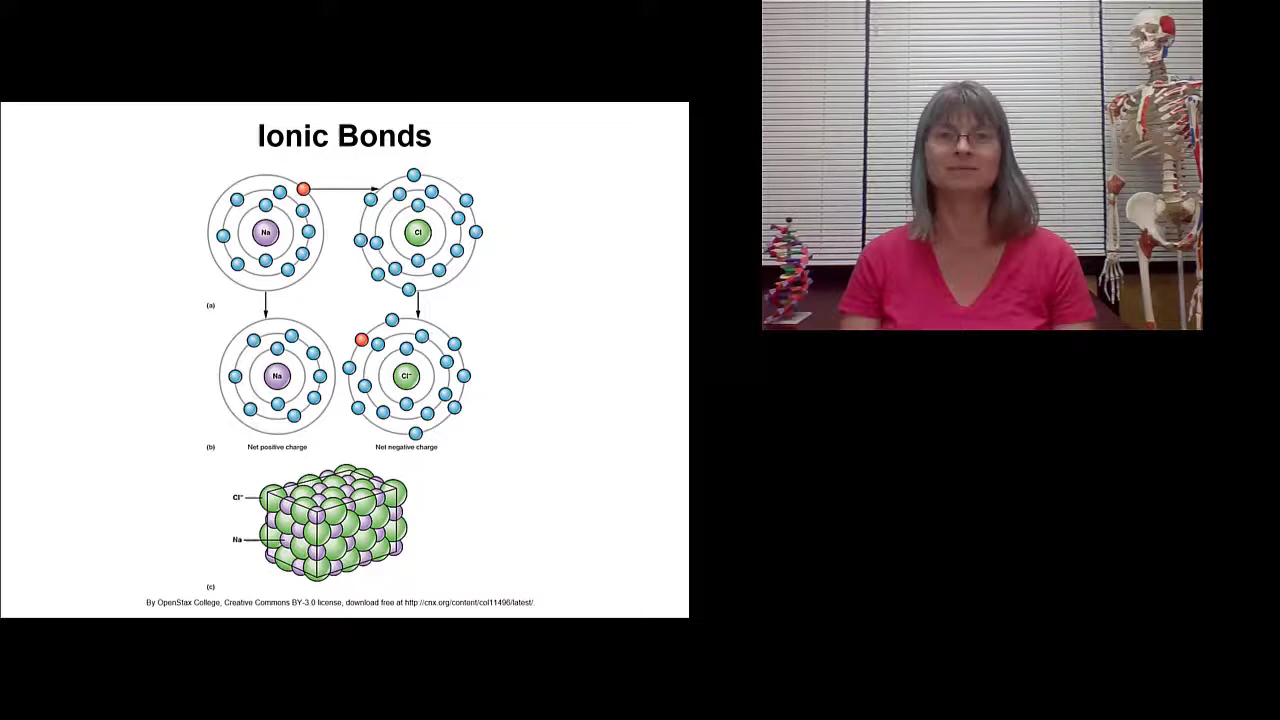 Ionic Bonds
Na
Cl
(a)
Na
Cl⁻
(b)
Net positive charge
Net negative charge
Cl⁻
Na
(c)
By OpenStax College, Creative Commons BY-3.0 license, download free at http://cnx.org/content/col11496/latest/.